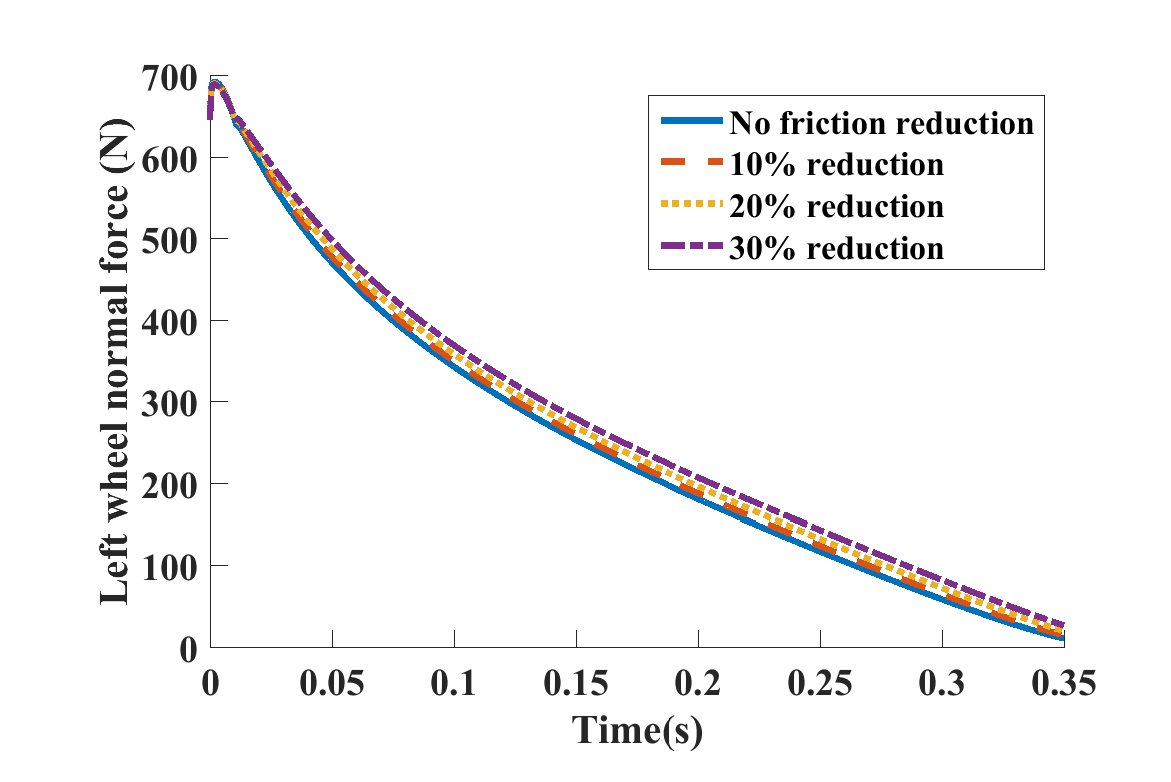 700
600
500
400
300
200
100
0
Left wheel normal force (N)
No friction reduction
10% reduction
20% reduction
30% reduction
0 0.05 0.1 0.15 0.2 0.25 0.3 0.35
Time(s)